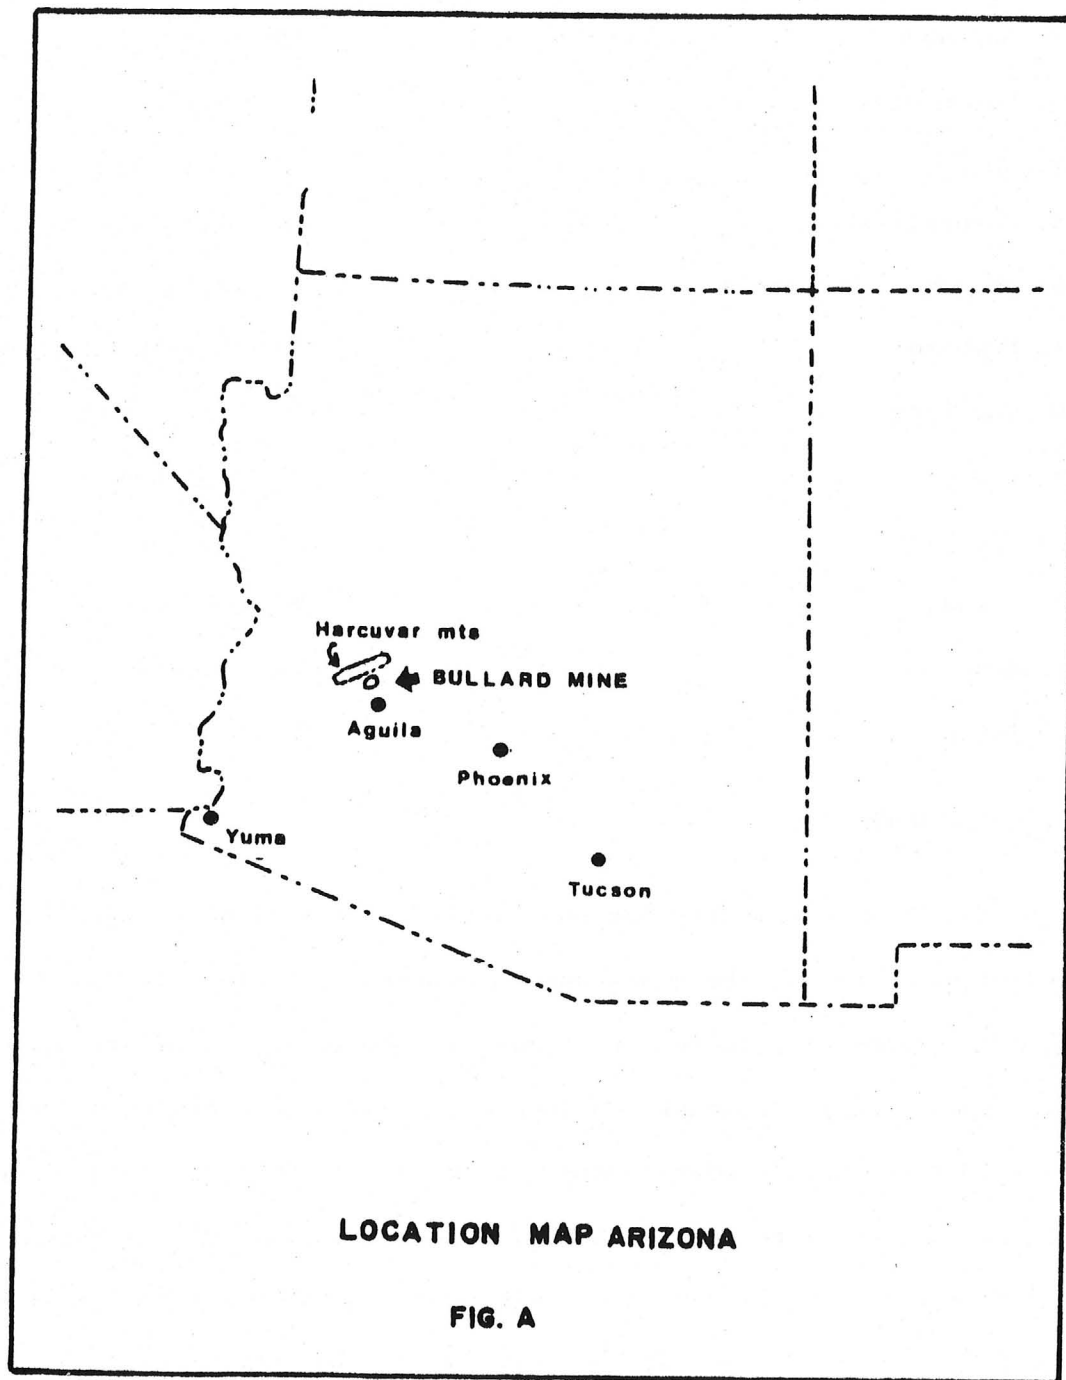 Harcuvar mts
BULLARD MINE
Aguila
Phoenix
Yuma
Tucson
LOCATION MAP ARIZONA
FIG. A